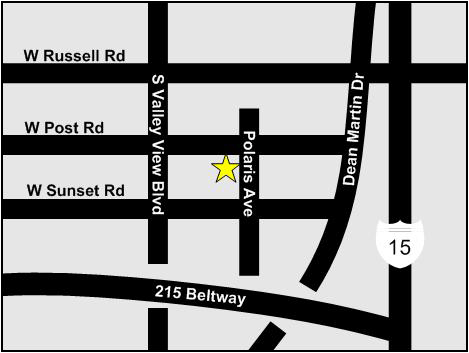 W Russell Rd
S Valley View Blvd
Dean Martin Dr
W Post Rd
Polaris Ave
W Sunset Rd
15
215 Beltway